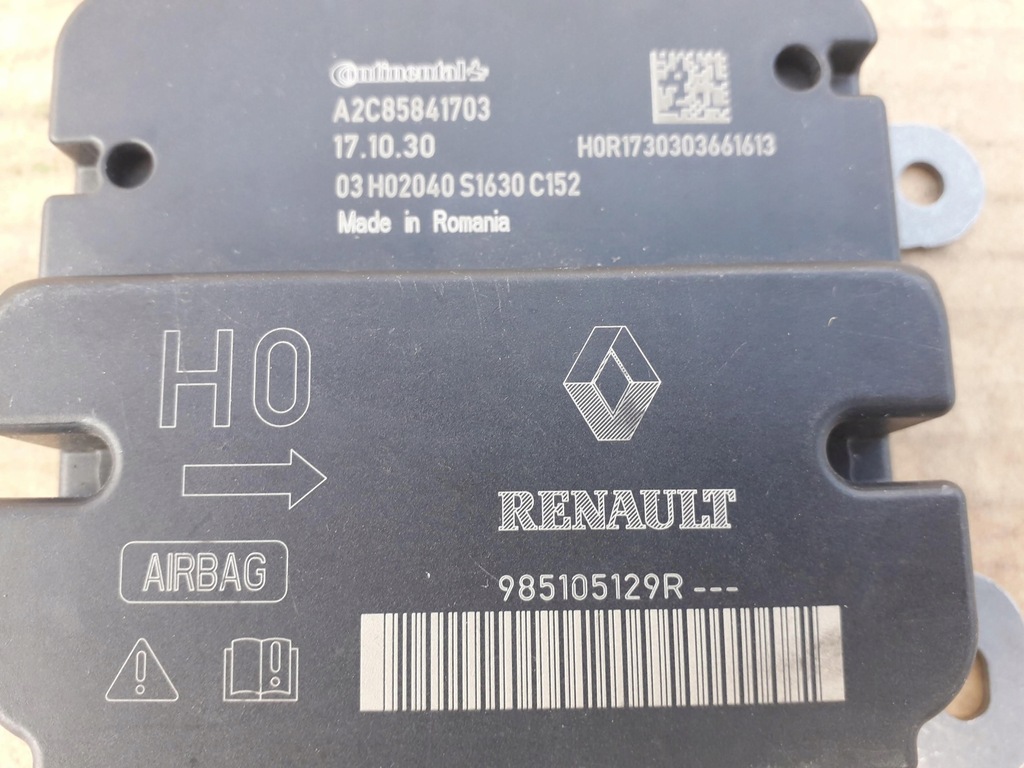 Continental
A2C85841703
17.10.30
H0R1730303661613
03 H02040 S1630 C152
Made in Romania
H0
RENAULT
AIRBAG
985105129R ---